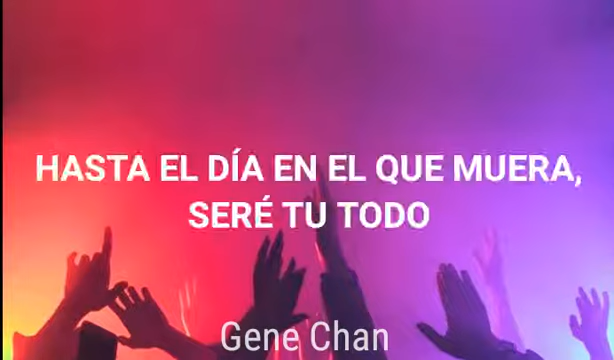 HASTA EL DÍA EN EL QUE MUERA,
SERÉ TU TODO
Gene Chan